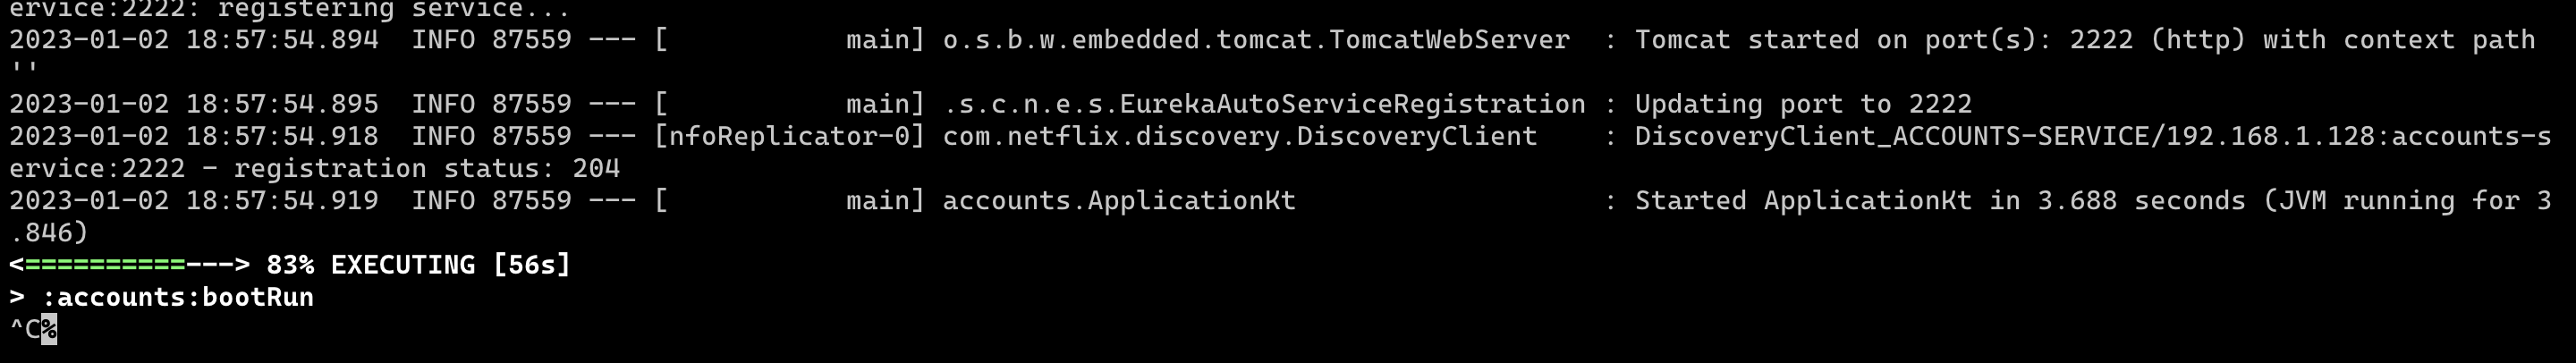 ervice:2222: registering service...
2023-01-02 18:57:54.894  INFO 87559 --- [           main] o.s.b.w.embedded.tomcat.TomcatWebServer  : Tomcat started on port(s): 2222 (http) with context path
''
2023-01-02 18:57:54.895  INFO 87559 --- [           main] .s.c.n.e.s.EurekaAutoServiceRegistration : Updating port to 2222
2023-01-02 18:57:54.918  INFO 87559 --- [nfoReplicator-0] com.netflix.discovery.DiscoveryClient    : DiscoveryClient_ACCOUNTS-SERVICE/192.168.1.128:accounts-s
ervice:2222 - registration status: 204
2023-01-02 18:57:54.919  INFO 87559 --- [           main] accounts.ApplicationKt                   : Started ApplicationKt in 3.688 seconds (JVM running for 3
.846)
<==========---> 83% EXECUTING [56s]
> :accounts:bootRun
^C%